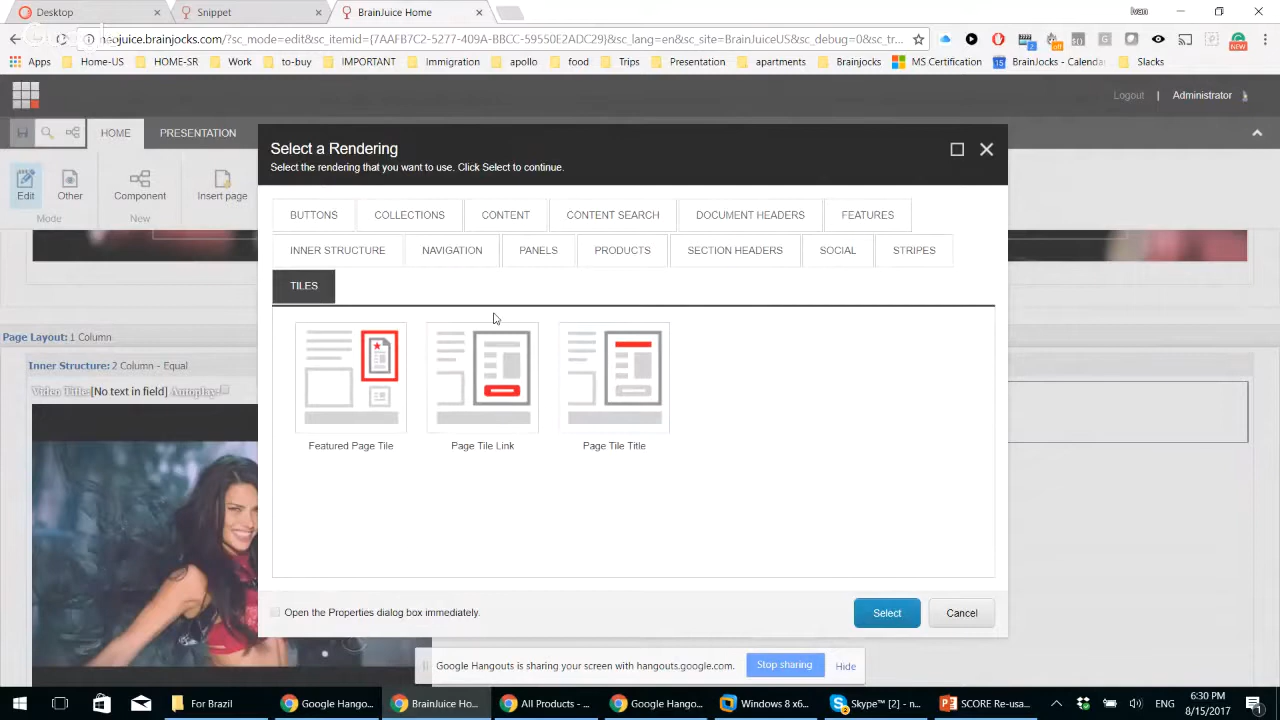 Desktop
Snippet
BrainJuice Home
Ivan
juice.brainjocks.com/?sc_mode=edit&sc_itemid={7AAFB7C2-5277-409A-BBCC-59550E2ADC29}&sc_lang=en&sc_site=BrainJuiceUS&sc_debug=0&sc_tr...
Apps Home-US HOME-SR Work to-buy IMPORTANT Immigration apollo food Trips Presentation apartments Brainjocks MS Certification BrainJocks - Calenda Slacks
Logout | Administrator
HOME PRESENTATION
Select a Rendering
Select the rendering that you want to use. Click Select to continue.
Edit Other Component Insert page
Mode New
BUTTONS COLLECTIONS CONTENT CONTENT SEARCH DOCUMENT HEADERS FEATURES
INNER STRUCTURE NAVIGATION PANELS PRODUCTS SECTION HEADERS SOCIAL STRIPES
TILES
Page Layout: 1 Column
Inner Structure: 2 Column - Equal
Video Title:[No text in field] Autoplay:
Featured Page Tile Page Tile Link Page Tile Title
Open the Properties dialog box immediately.
Select Cancel
Google Hangouts is sharing your screen with hangouts.google.com. Stop sharing Hide
For Brazil Google Hango... BrainJuice Ho... All Products - ... Google Hango... Windows 8 x6... Skype™ [2] - n... SCORE Re-usa...
ENG
6:30 PM
8/15/2017